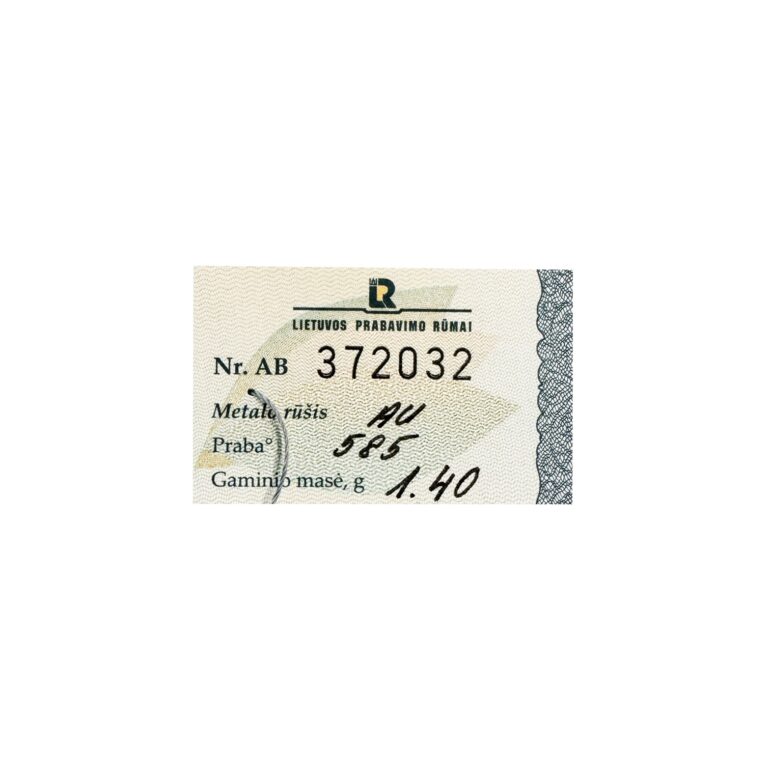 LR
LIETUVOS PRABAVIMO RŪMAI
Nr. AB 372032
Metalo rūšis AU
Praba° 585
Gaminio masė, g 1.40